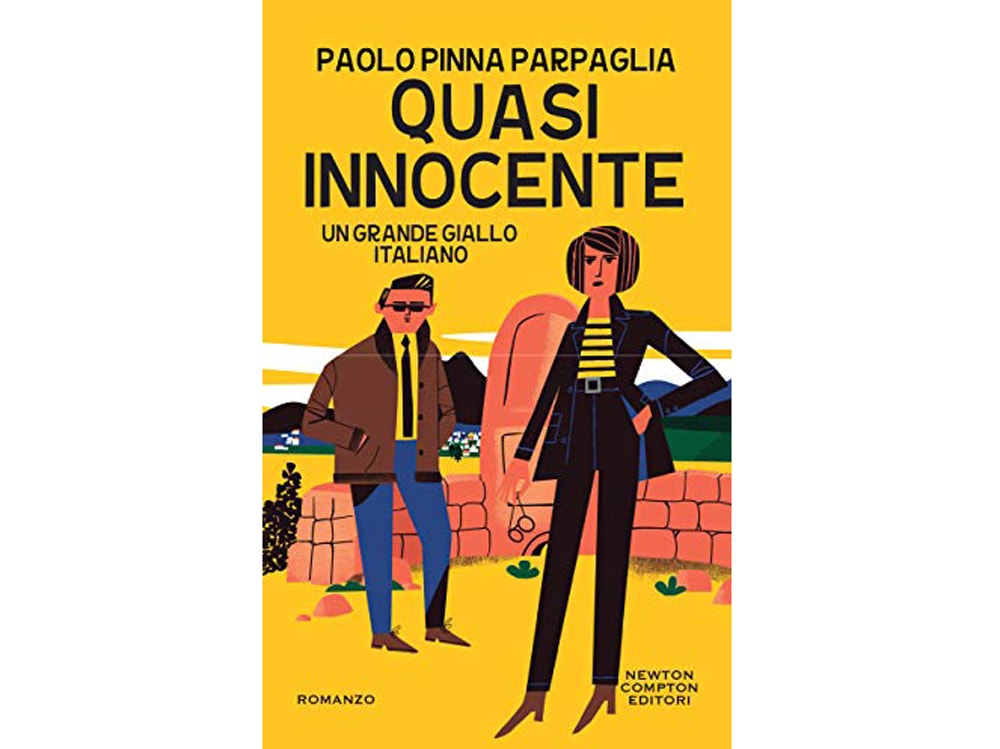 PAOLO PINNA PARPAGLIA
QUASI
INNOCENTE
UN GRANDE GIALLO
ITALIANO
ROMANZO
NEWTON
COMPTON
EDITORI